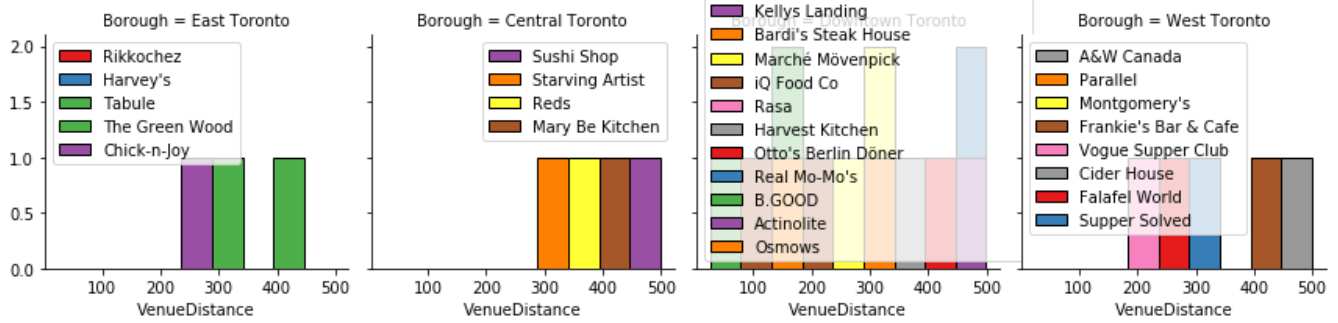 Borough = East Toronto
Rikkochez
Harvey's
Tabule
The Green Wood
Chick-n-Joy
2.0
1.5
1.0
0.5
0.0
100 200 300 400 500
VenueDistance
Borough = Central Toronto
Sushi Shop
Starving Artist
Reds
Mary Be Kitchen
100 200 300 400 500
VenueDistance
Borough = Downtown Toronto
Kellys Landing
Bardi's Steak House
Marché Mövenpick
iQ Food Co
Rasa
Harvest Kitchen
Otto's Berlin Döner
Real Mo-Mo's
B.GOOD
Actinolite
Osmows
100 200 300 400 500
VenueDistance
Borough = West Toronto
A&W Canada
Parallel
Montgomery's
Frankie's Bar & Cafe
Vogue Supper Club
Cider House
Falafel World
Supper Solved
100 200 300 400 500
VenueDistance